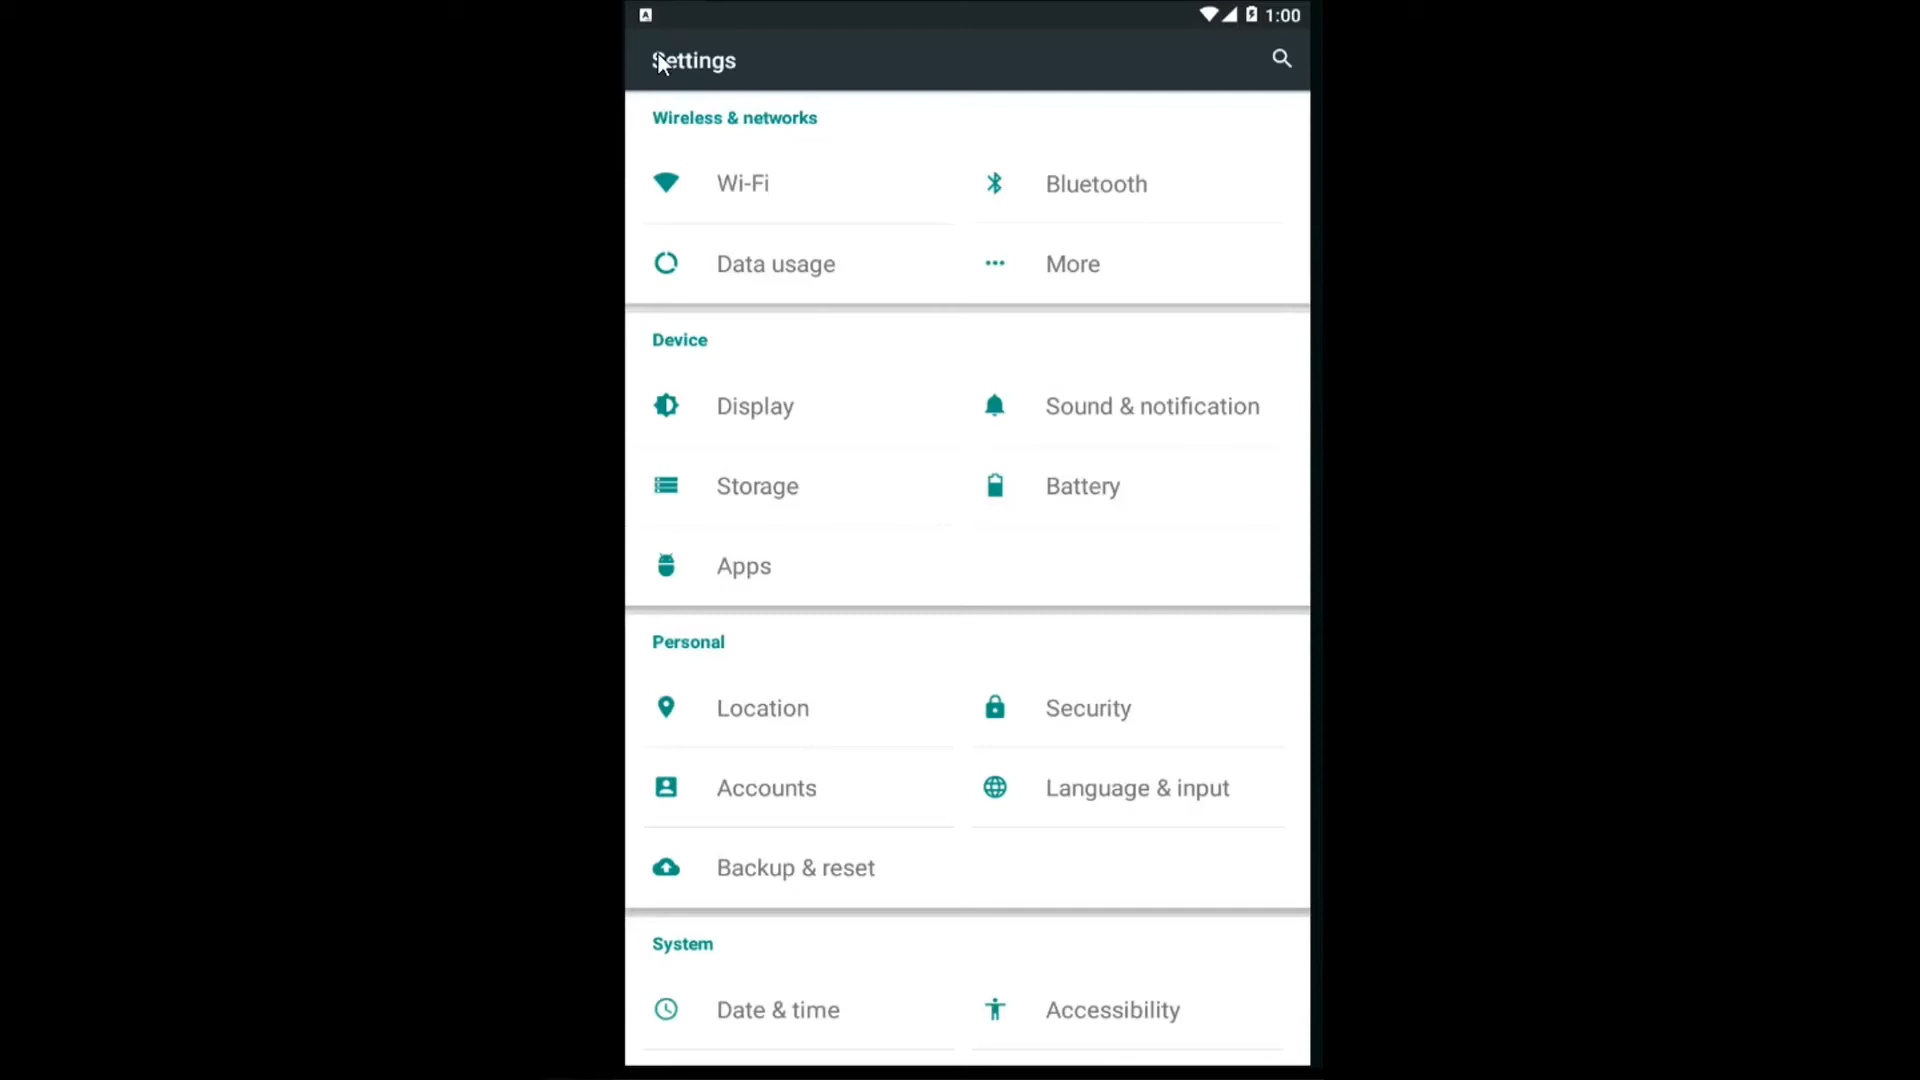 A 1:00
Settings
Wireless & networks
Wi-Fi Bluetooth
Data usage More
Device
Display Sound & notification
Storage Battery
Apps
Personal
Location Security
Accounts Language & input
Backup & reset
System
Date & time Accessibility